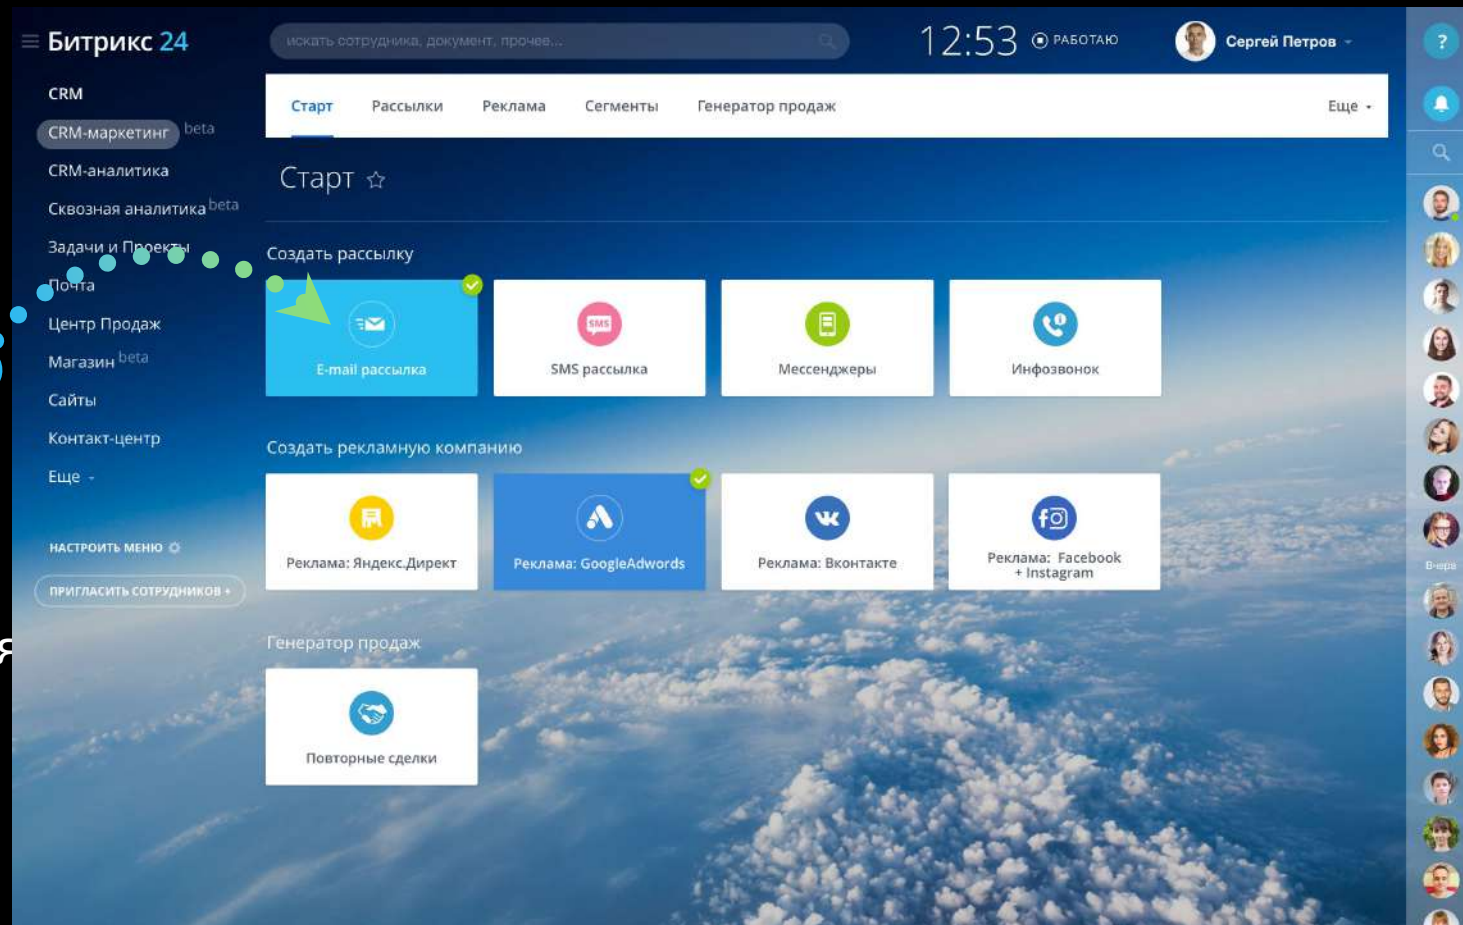 Битрикс 24
искать сотрудника, документ, прочее...
12:53
РАБОТАЮ
Сергей Петров
?
CRM
CRM-маркетинг beta
CRM-аналитика
Сквозная аналитика beta
Задачи и Проекты
Почта
Центр Продаж
Магазин beta
Сайты
Контакт-центр
Еще
НАСТРОИТЬ МЕНЮ
ПРИГЛАСИТЬ СОТРУДНИКОВ +
Старт Рассылки Реклама Сегменты Генератор продаж Еще
Старт
Создать рассылку
E-mail рассылка
SMS
SMS рассылка
Мессенджеры
Инфозвонок
Создать рекламную компанию
Реклама: Яндекс.Директ
Реклама: GoogleAdwords
Реклама: Вконтакте
Реклама: Facebook
+ Instagram
Генератор продаж
Повторные сделки
Вчера
я